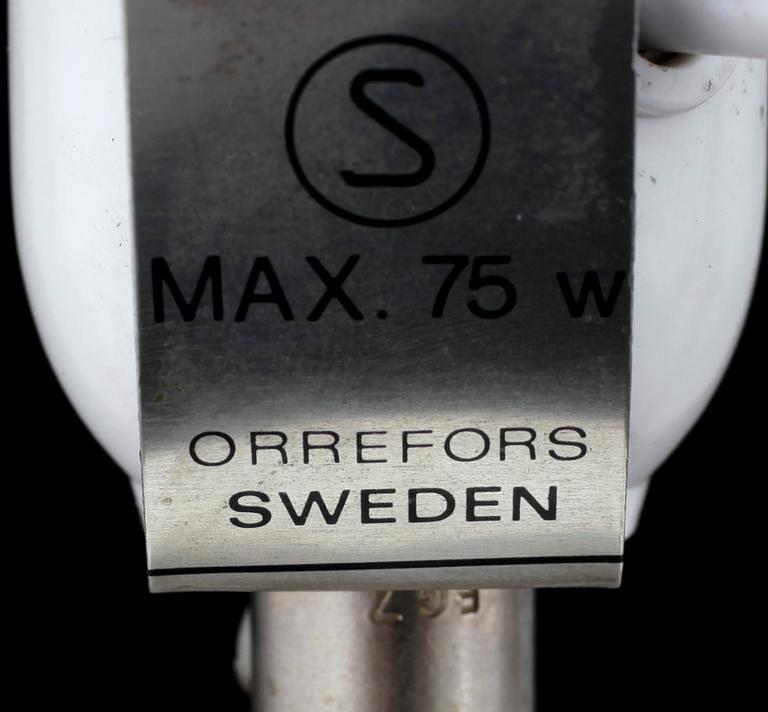 S
MAX. 75 w
ORREFORS
SWEDEN